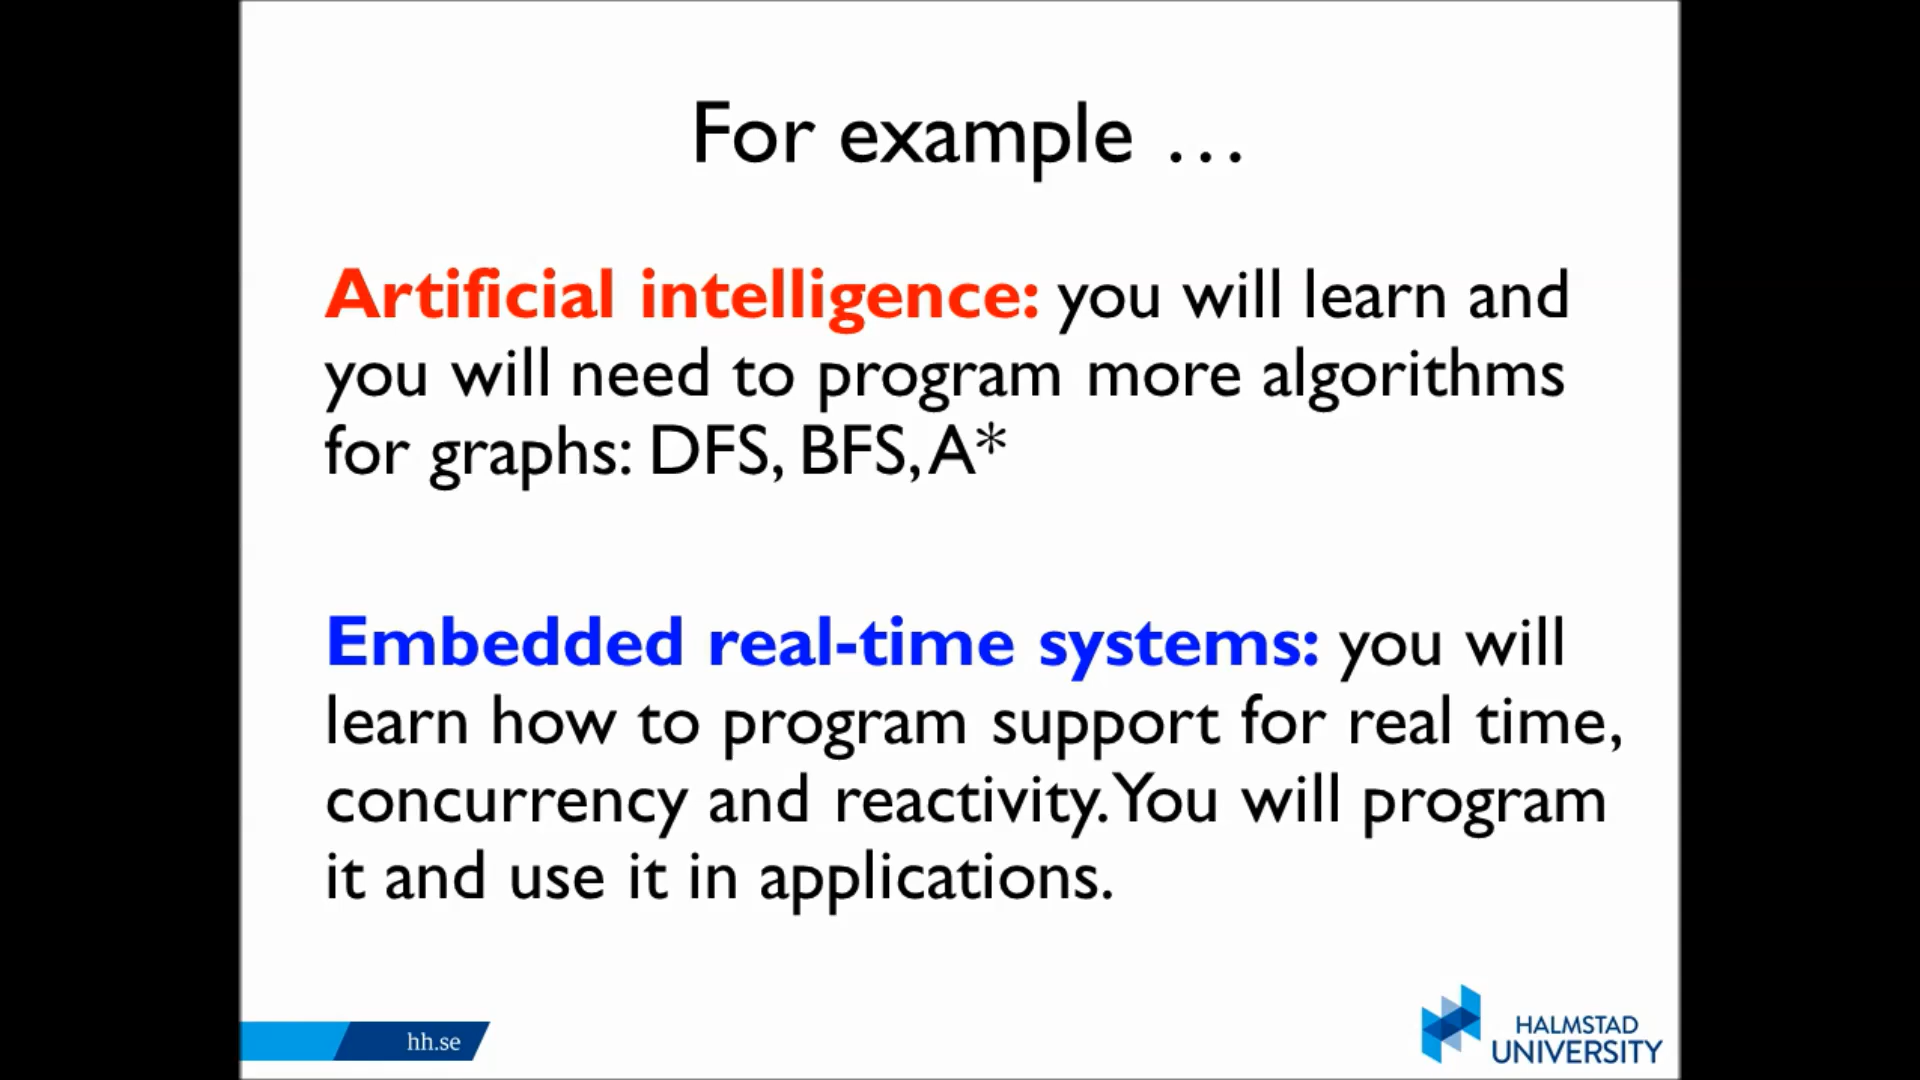 For example …
Artificial intelligence: you will learn and
you will need to program more algorithms
for graphs: DFS, BFS, A*
Embedded real-time systems: you will
learn how to program support for real time,
concurrency and reactivity. You will program
it and use it in applications.
hh.se
HALMSTAD
UNIVERSITY